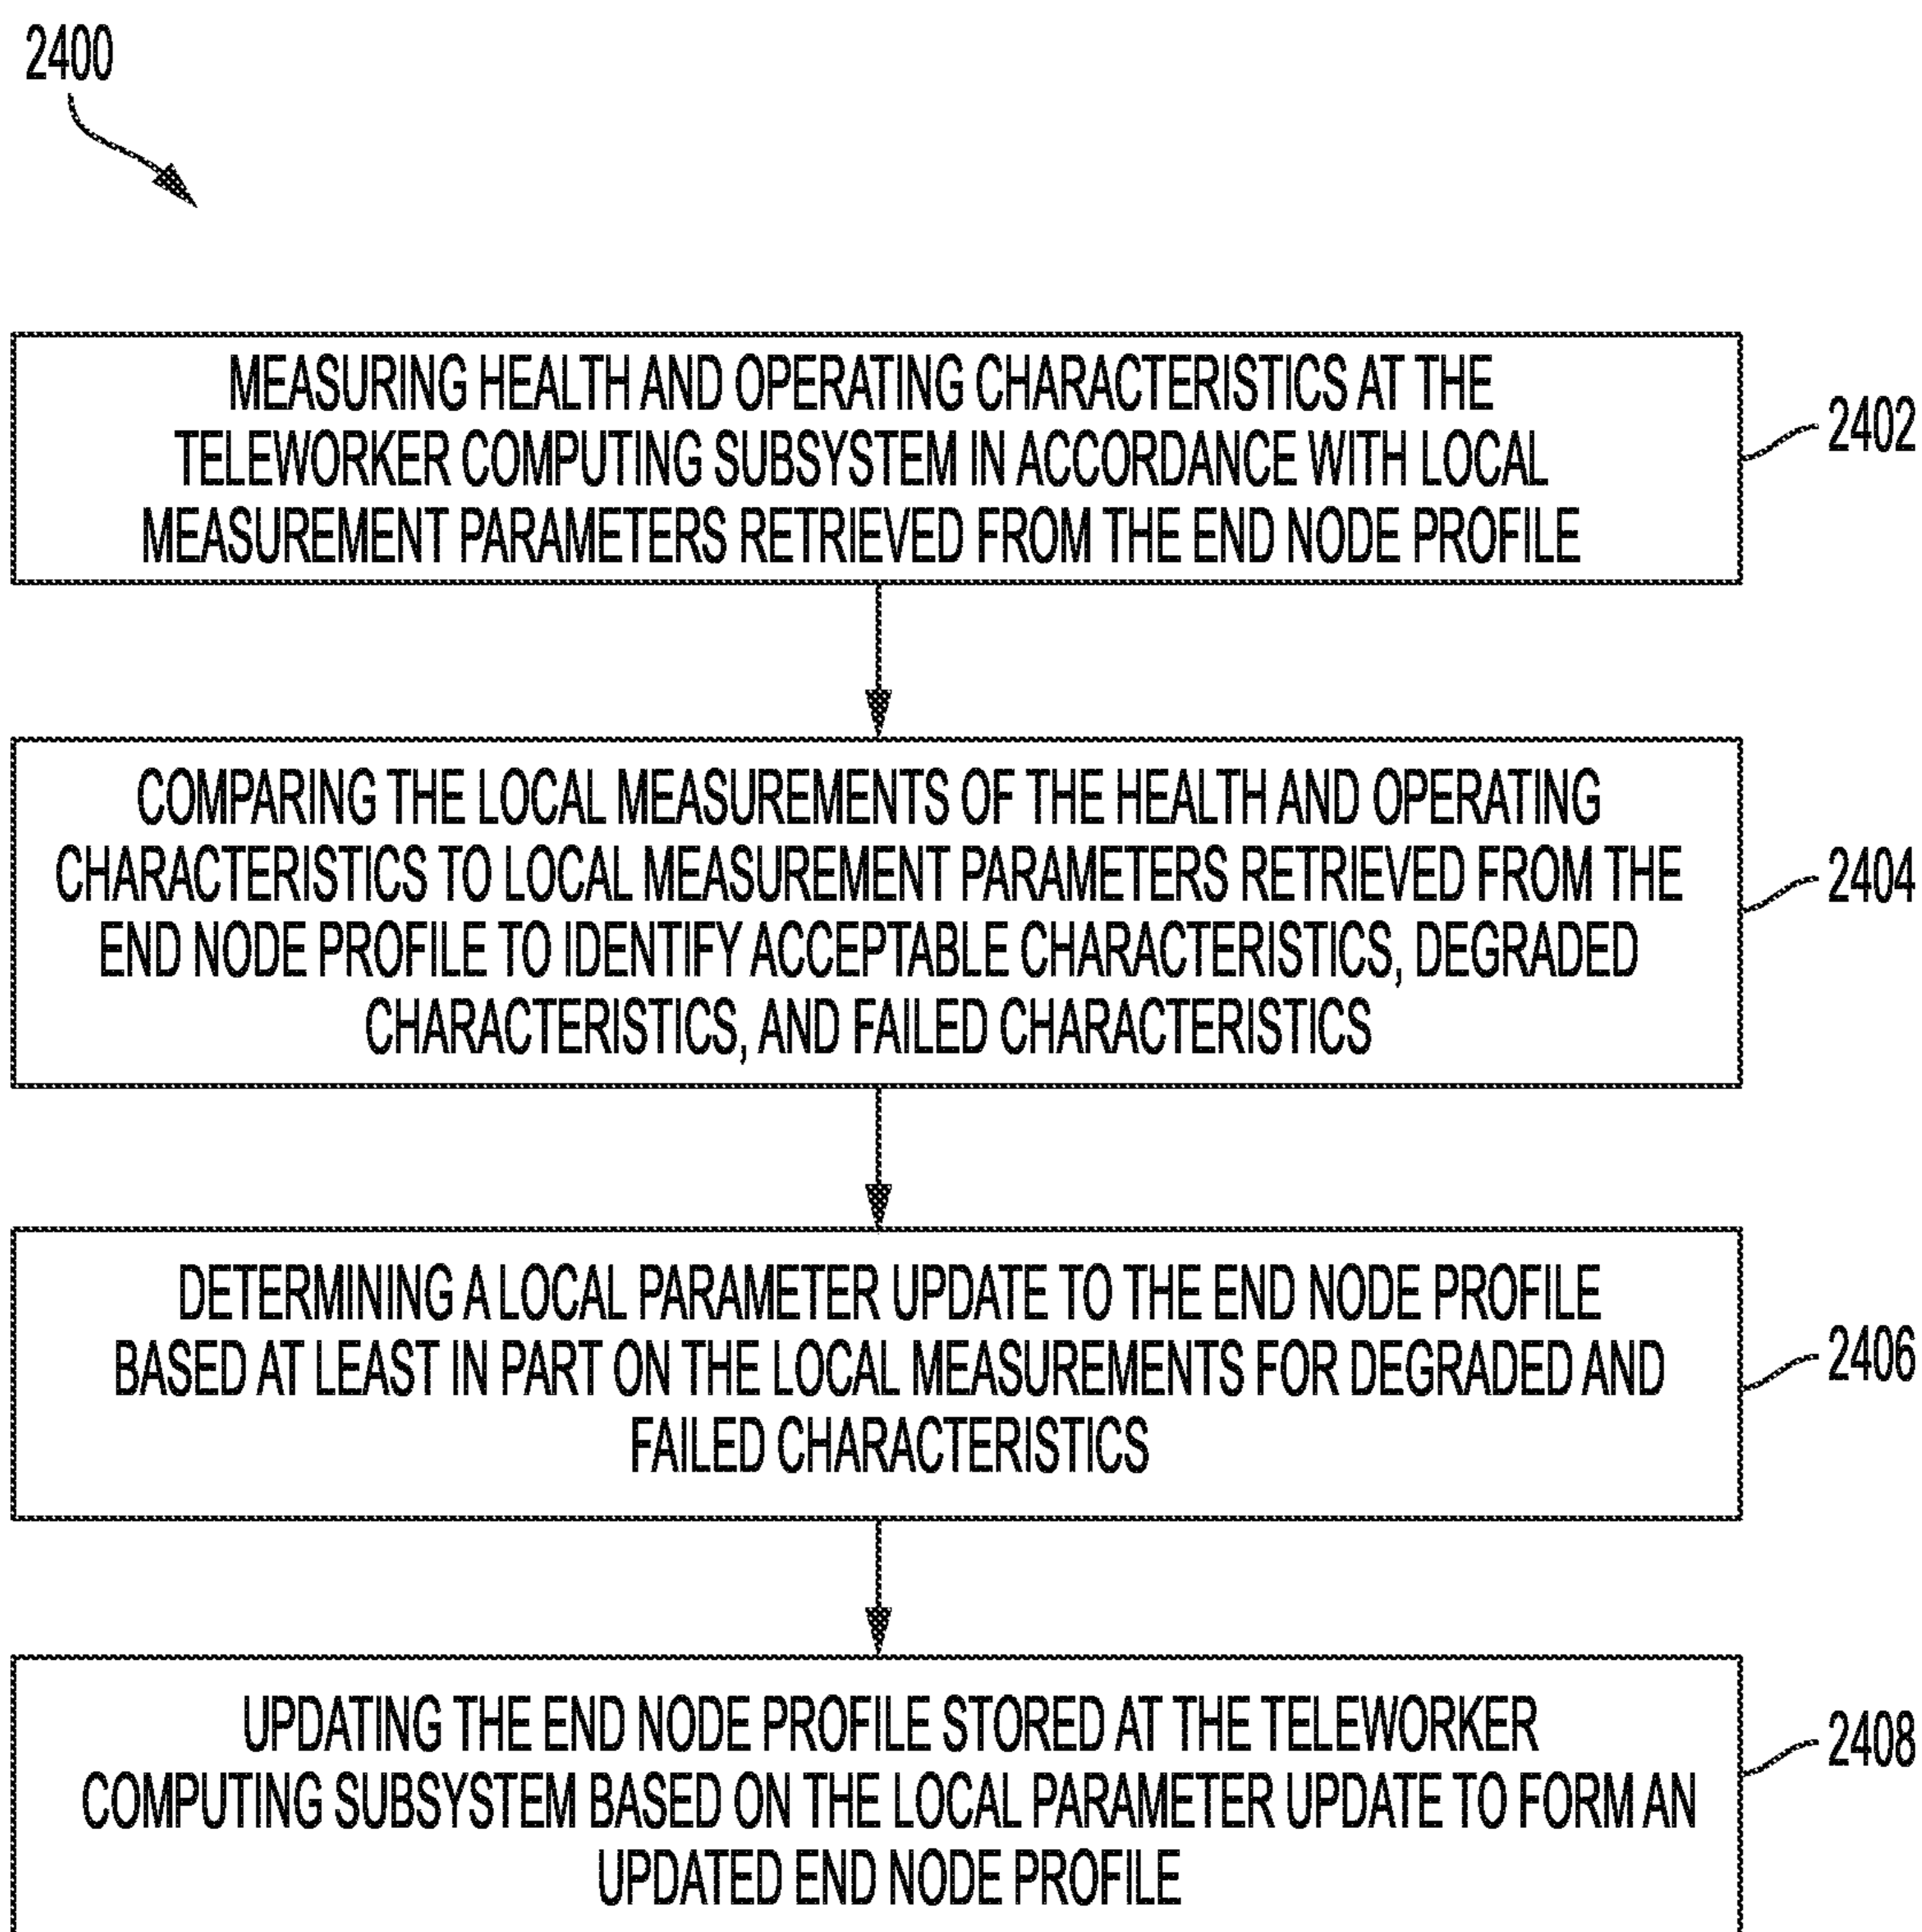 2400
MEASURING HEALTH AND OPERATING CHARACTERISTICS AT THE
TELEWORKER COMPUTING SUBSYSTEM IN ACCORDANCE WITH LOCAL
MEASUREMENT PARAMETERS RETRIEVED FROM THE END NODE PROFILE
2402
COMPARING THE LOCAL MEASUREMENTS OF THE HEALTH AND OPERATING
CHARACTERISTICS TO LOCAL MEASUREMENT PARAMETERS RETRIEVED FROM THE
END NODE PROFILE TO IDENTIFY ACCEPTABLE CHARACTERISTICS, DEGRADED
CHARACTERISTICS, AND FAILED CHARACTERISTICS
2404
DETERMINING A LOCAL PARAMETER UPDATE TO THE END NODE PROFILE
BASED AT LEAST IN PART ON THE LOCAL MEASUREMENTS FOR DEGRADED AND
FAILED CHARACTERISTICS
2406
UPDATING THE END NODE PROFILE STORED AT THE TELEWORKER
COMPUTING SUBSYSTEM BASED ON THE LOCAL PARAMETER UPDATE TO FORM AN
UPDATED END NODE PROFILE
2408